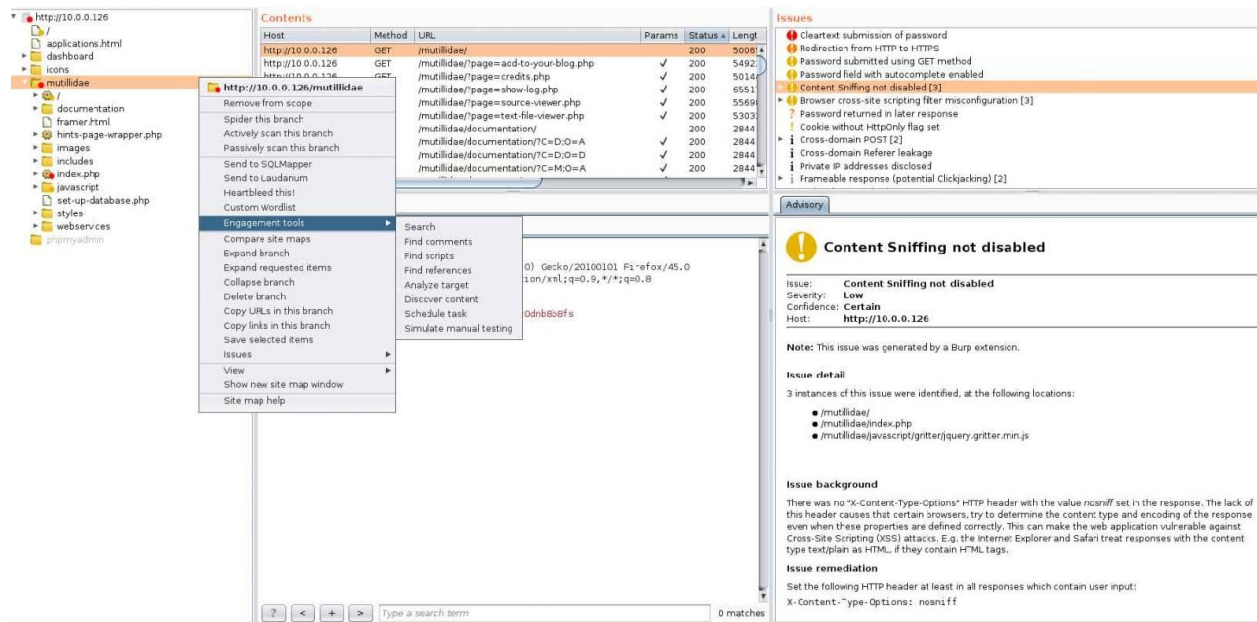 http://10.0.0.126
/
applications.html
dashboard
icons
mutillidae
/
documentation
framer.html
hints-page-wrapper.php
images
includes
index.php
javascript
set-up-database.php
styles
webservices
phpmyadmin
http://10.0.0.126/mutillidae
Remove from scope
Spider this branch
Actively scan this branch
Passively scan this branch
Send to SQLMapper
Send to Laudanum
Heartbleed this!
Custom Wordlist
Engagement tools
Compare site maps
Expand branch
Expand requested items
Collapse branch
Delete branch
Copy URLs in this branch
Copy links in this branch
Save selected items
Issues
View
Show new site map window
Site map help
Search
Find comments
Find scripts
Find references
Analyze target
Discover content
Schedule task
Simulate manual testing
Contents
Host Method URL Params Status Lengt
http://10.0.0.126 GET /mutillidae/ 200
http://10.0.0.126 GET /mutillidae/?page=add-to-your-blog.php ✓ 200
http://10.0.0.126 GET /mutillidae/?page=credits.php ✓ 200
/mutillidae/?page=show-log.php ✓ 200
/mutillidae/?page=source-viewer.php ✓ 200
/mutillidae/?page=text-file-viewer.php ✓ 200
/mutillidae/documentation/ 200 2844
/mutillidae/documentation/?C=D;O=A ✓ 200 2844
/mutillidae/documentation/?C=D;O=D ✓ 200 2844
/mutillidae/documentation/?C=M;O=A ✓ 200 2844
0) Gecko/20100101 Firefox/45.0
ion/xml;q=0.9,*/*;q=0.8
? < + > Type a search term 0 matches
Issues
Cleartext submission of password
Redirection from HTTP to HTTPS
Password submitted using GET method
Password field with autocomplete enabled
Content Sniffing not disabled [3]
Browser cross-site scripting filter misconfiguration [3]
Password returned in later response
Cookie without HttpOnly flag set
Cross-domain POST [2]
Cross-domain Referer leakage
Private IP addresses disclosed
Frameable response (potential Clickjacking) [2]
Advisory
Content Sniffing not disabled
Issue: Content Sniffing not disabled
Severity: Low
Confidence: Certain
Host: http://10.0.0.126
Note: This issue was generated by a Burp extension.
Issue detail
3 instances of this issue were identified, at the following locations:
● /mutillidae/
● /mutillidae/index.php
● /mutillidae/javascript/gritter/jquery.gritter.min.js
Issue background
There was no "X-Content-Type-Options" HTTP header with the value nosniff set in the response. The lack of
this header causes that certain browsers, try to determine the content type and encoding of the response
even when these properties are defined correctly. This can make the web application vulnerable against
Cross-Site Scripting (XSS) attacks. E.g. the Internet Explorer and Safari treat responses with the content
type text/plain as HTML, if they contain HTML tags.
Issue remediation
Set the following HTTP header at least in all responses which contain user input:
X-Content-Type-Options: nosniff